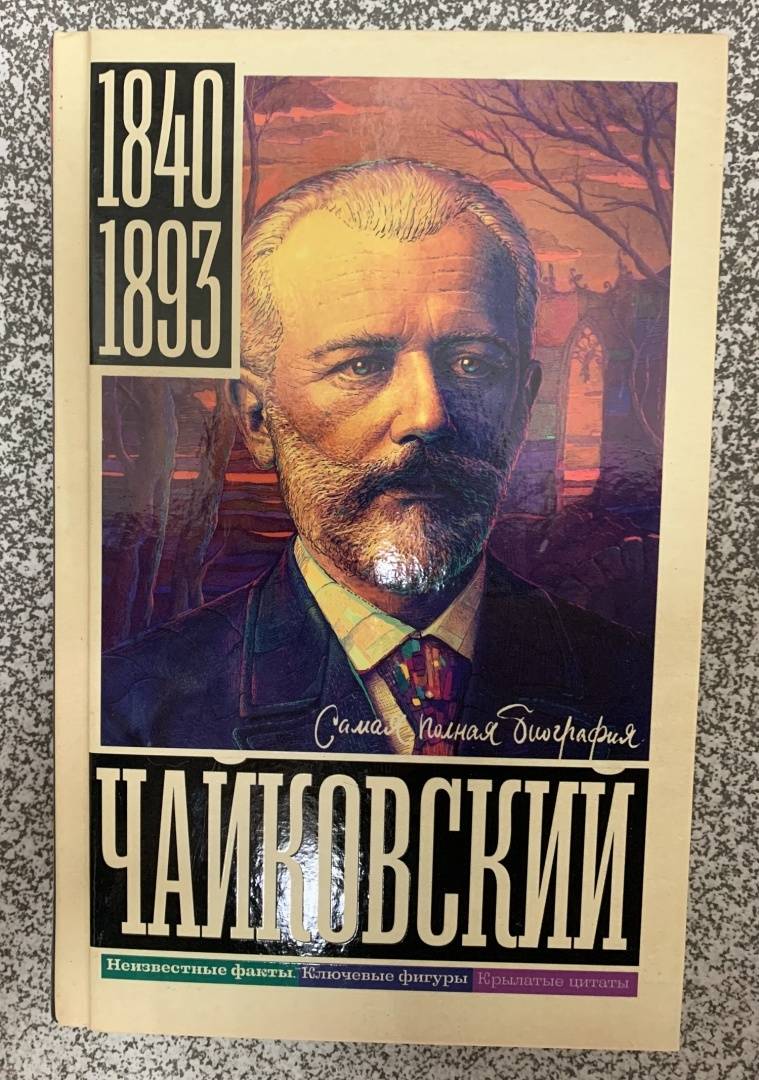 1840
1893
Самая полная биография
ЧАЙКОВСКИЙ
Неизвестные факты. Ключевые фигуры Крылатые цитаты